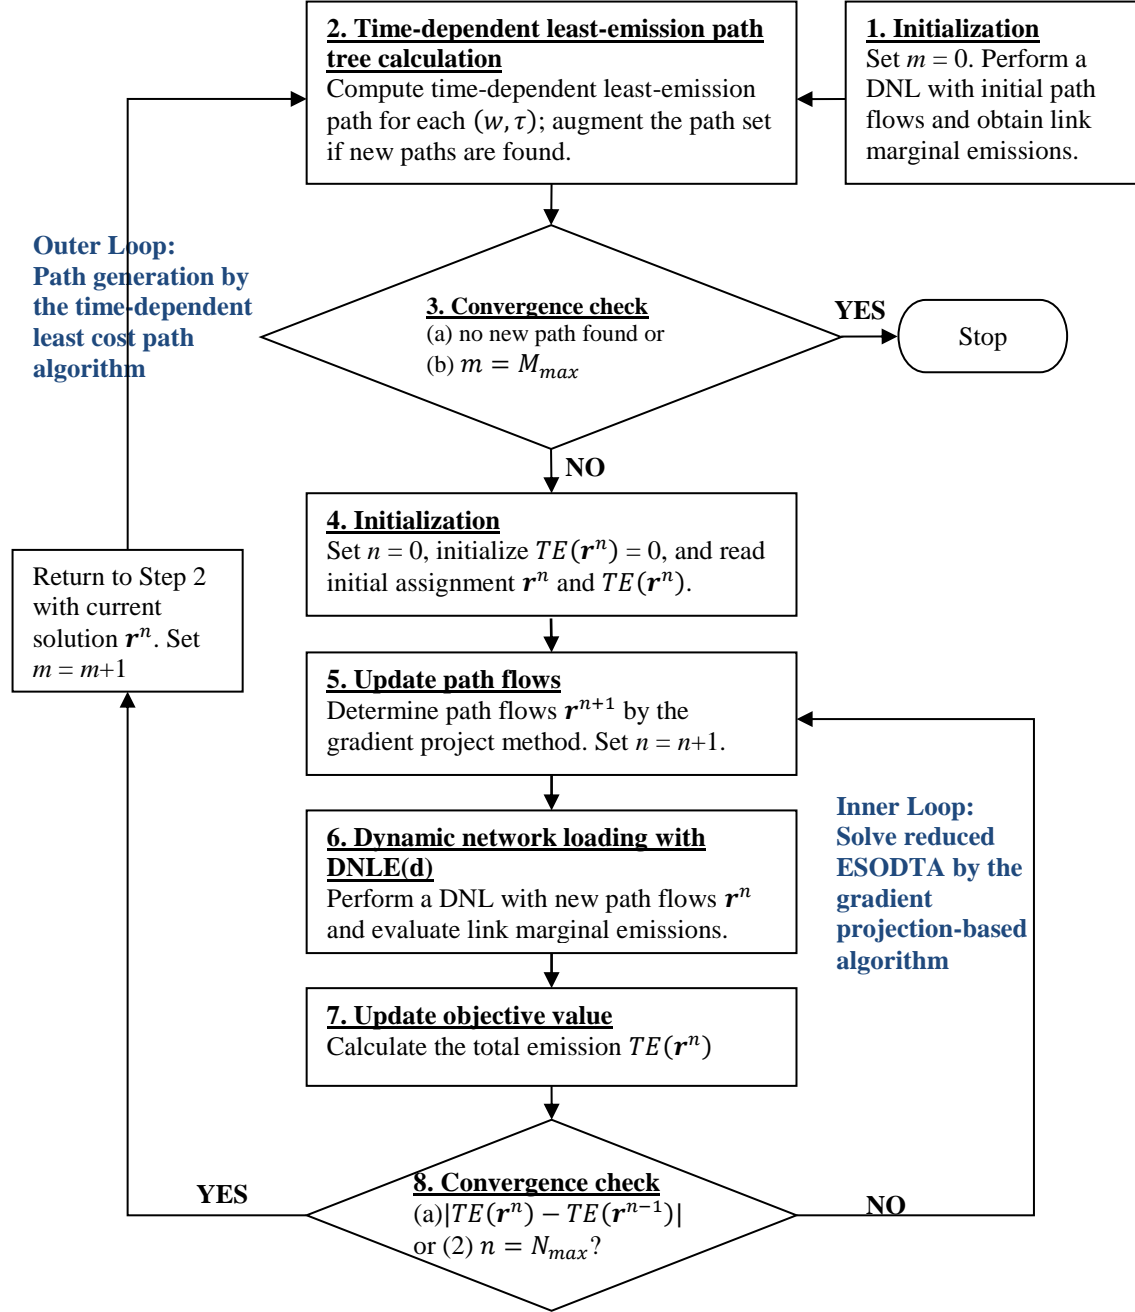 1. Initialization
Set m = 0. Perform a
DNL with initial path
flows and obtain link
marginal emissions.
2. Time-dependent least-emission path
tree calculation
Compute time-dependent least-emission
path for each (w, τ); augment the path set
if new paths are found.
Outer Loop:
Path generation by
the time-dependent
least cost path
algorithm
3. Convergence check
(a) no new path found or
(b) m = M_max
YES
Stop
NO
4. Initialization
Set n = 0, initialize TE(r^n) = 0, and read
initial assignment r^n and TE(r^n).
Return to Step 2
with current
solution r^n. Set
m = m+1
5. Update path flows
Determine path flows r^{n+1} by the
gradient project method. Set n = n+1.
6. Dynamic network loading with
DNLE(d)
Perform a DNL with new path flows r^n
and evaluate link marginal emissions.
Inner Loop:
Solve reduced
ESODTA by the
gradient
projection-based
algorithm
7. Update objective value
Calculate the total emission TE(r^n)
8. Convergence check
(a)|TE(r^n) − TE(r^{n−1})|
or (2) n = N_max?
YES
NO